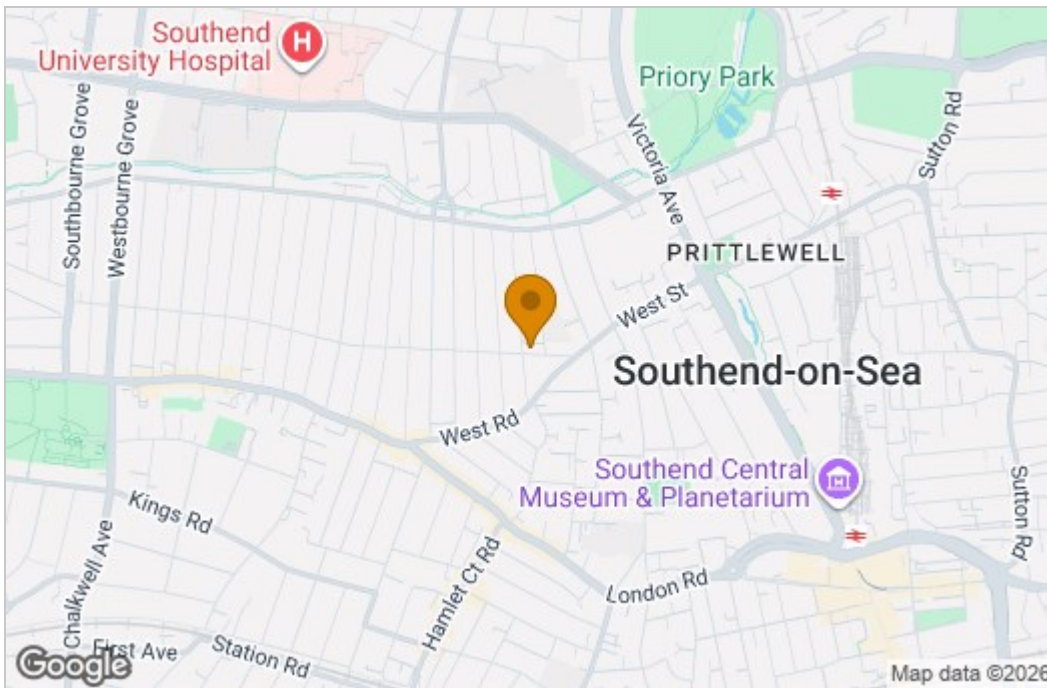 Southend
University Hospital
H
Priory Park
Southbourne Grove
Westbourne Grove
Victoria Ave
Sutton Rd
PRITTLEWELL
West St
Southend-on-Sea
West Rd
Southend Central
Museum & Planetarium
Kings Rd
Sutton Rd
Hamlet Ct Rd
London Rd
Chalkwell Ave
First Ave
Station Rd
Google
Map data ©2026